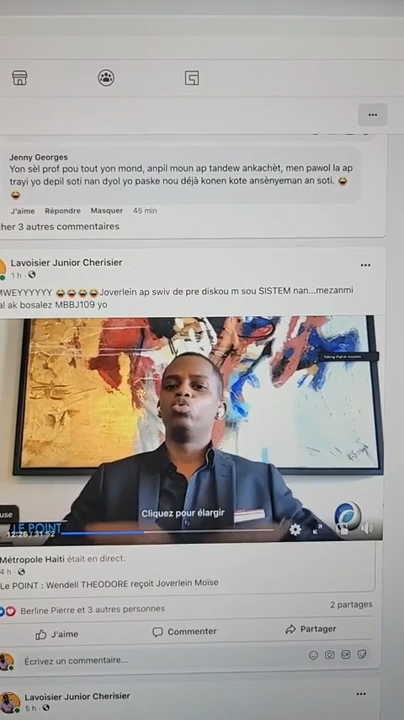 Jenny Georges
Yon sèl prof pou tout yon mond, anpil moun ap tandew ankachèt, men pawol la ap
trayi yo depil soti nan dyol yo paske nou déjà konen kote ansènyeman an soti. 😂
😂
J'aime Répondre Masquer 45 min
her 3 autres commentaires
Lavoisier Junior Cherisier
1 h ·
MWEYYYYYY 😂😂😂😂Joverlein ap swiv de pre diskou m sou SISTEM nan...mezanmi
al ak bosalez MBBJ109 yo
Cliquez pour élargir
use
LE POINT
12:26 / 31:52
Métropole Haiti était en direct.
4 h ·
Le POINT : Wendell THEODORE reçoit Joverlein Moïse
Berline Pierre et 3 autres personnes
2 partages
J'aime Commenter Partager
Écrivez un commentaire...
Lavoisier Junior Cherisier
5 h ·